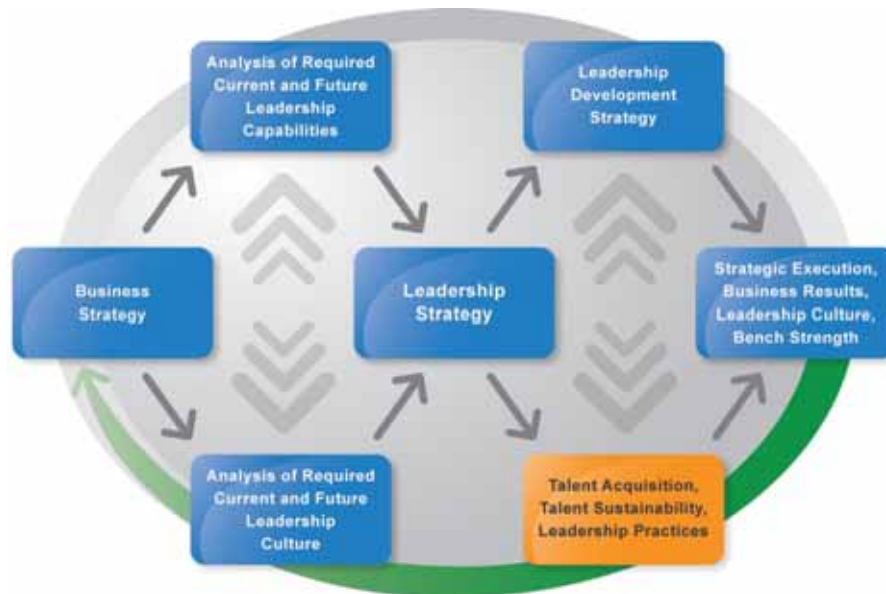 Analysis of Required
Current and Future
Leadership
Capabilities
Leadership
Development
Strategy
Business
Strategy
Leadership
Strategy
Strategic Execution,
Business Results,
Leadership Culture,
Bench Strength
Analysis of Required
Current and Future
Leadership
Culture
Talent Acquisition,
Talent Sustainability,
Leadership Practices